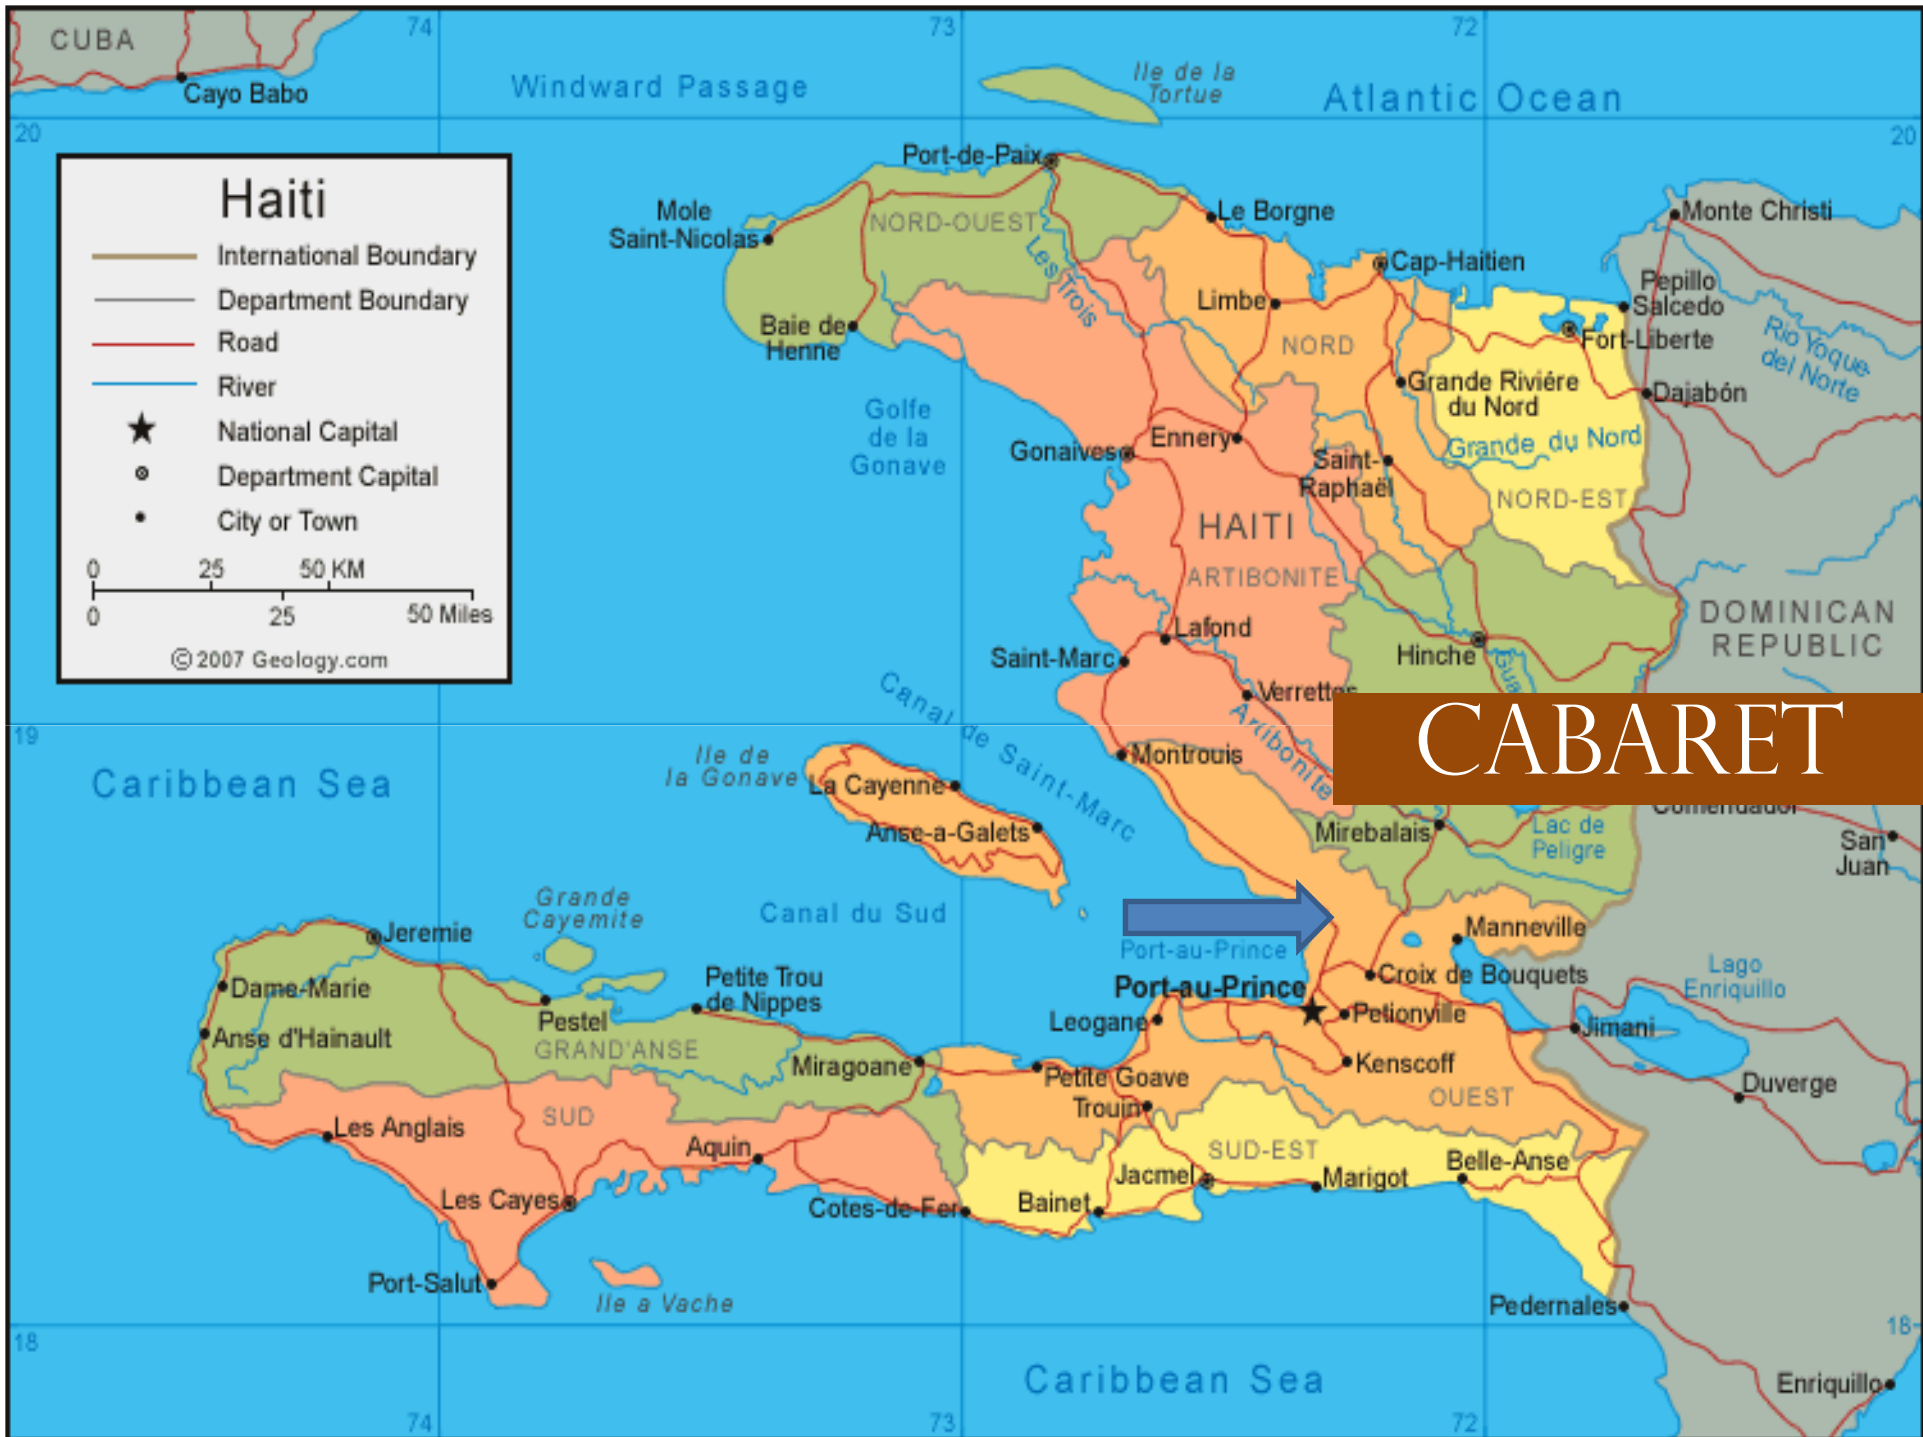 74
73
72
CUBA
Cayo Babo
Windward Passage
Ile de la
Tortue
Atlantic Ocean
20
20
Haiti
International Boundary
Department Boundary
Road
River
National Capital
Department Capital
City or Town
0 25 50 KM
0 25 50 Miles
© 2007 Geology.com
Port-de-Paix
Mole
Saint-Nicolas
NORD-OUEST
Les Trois
Le Borgne
Monte Christi
Cap-Haitien
Pepillo
Salcedo
Limbe
Baie de
Henne
NORD
Fort-Liberte
Rio Yoque
del Norte
Grande Riviére
du Nord
Dajabón
Golfe
de la
Gonave
Gonaives
Ennery
Grande du Nord
Saint-
Raphaël
NORD-EST
HAITI
ARTIBONITE
DOMINICAN
REPUBLIC
Lafond
Saint-Marc
Hinche
Gua
Verrettes
Artibonite
CABARET
19
Canal de Saint-Marc
Montrouis
Ile de
la Gonave
Caribbean Sea
La Cayenne
Anse-a-Galets
Comendador
Mirebalais
Lac de
Peligre
San
Juan
Grande
Cayemite
Canal du Sud
Jeremie
Manneville
Port-au-Prince
Port-au-Prince
Croix de Bouquets
Lago
Enriquillo
Dame-Marie
Petite Trou
de Nippes
Pestel
Leogane
Petionville
Jimani
Anse d'Hainault
GRAND'ANSE
Miragoane
Kenscoff
Petite Goave
Duverge
Trouin
OUEST
SUD
Les Anglais
Aquin
SUD-EST
Jacmel
Marigot
Belle-Anse
Les Cayes
Cotes-de-Fer
Bainet
Port-Salut
Ile a Vache
Pedernales
18
18
Caribbean Sea
Enriquillo
74
73
72